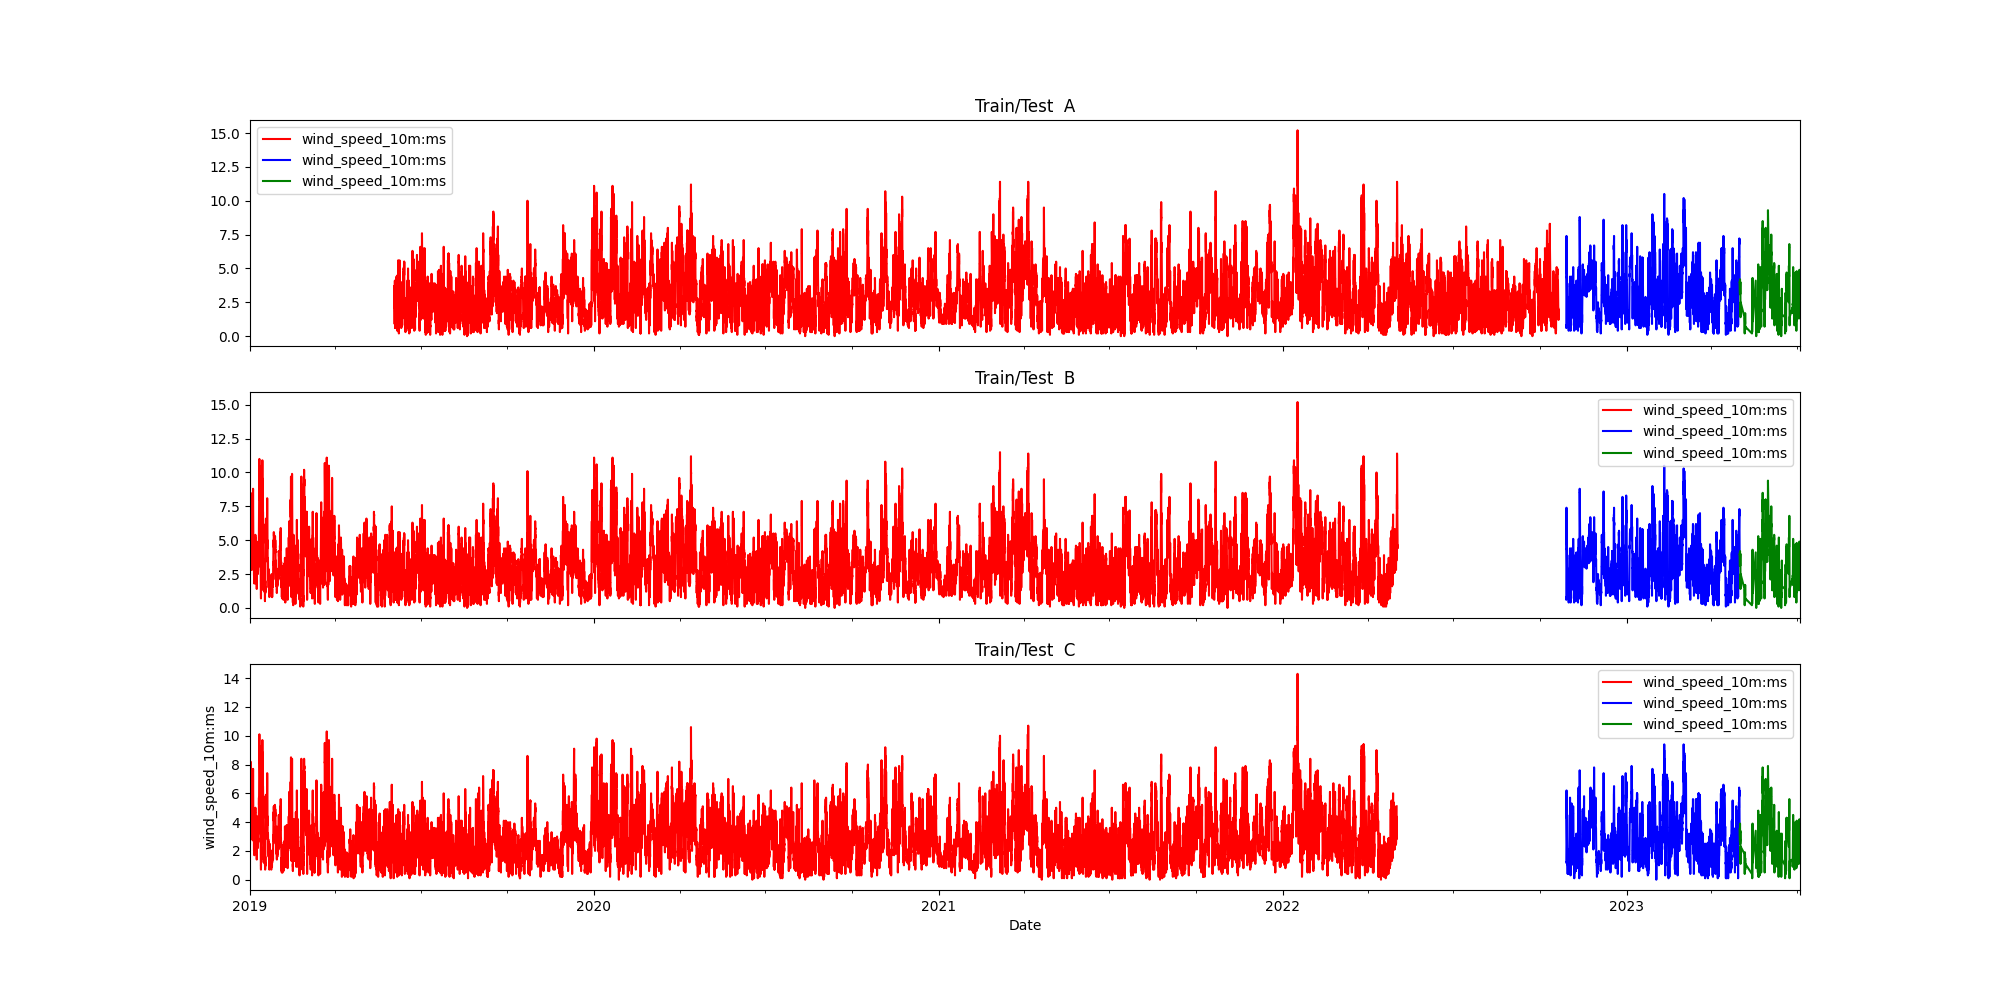 Train/Test A
15.0
12.5
10.0
7.5
5.0
2.5
0.0
wind_speed_10m:ms
wind_speed_10m:ms
wind_speed_10m:ms
Train/Test B
15.0
12.5
10.0
7.5
5.0
2.5
0.0
wind_speed_10m:ms
wind_speed_10m:ms
wind_speed_10m:ms
Train/Test C
wind_speed_10m:ms
14
12
10
8
6
4
2
0
wind_speed_10m:ms
wind_speed_10m:ms
wind_speed_10m:ms
2019 2020 2021 2022 2023
Date